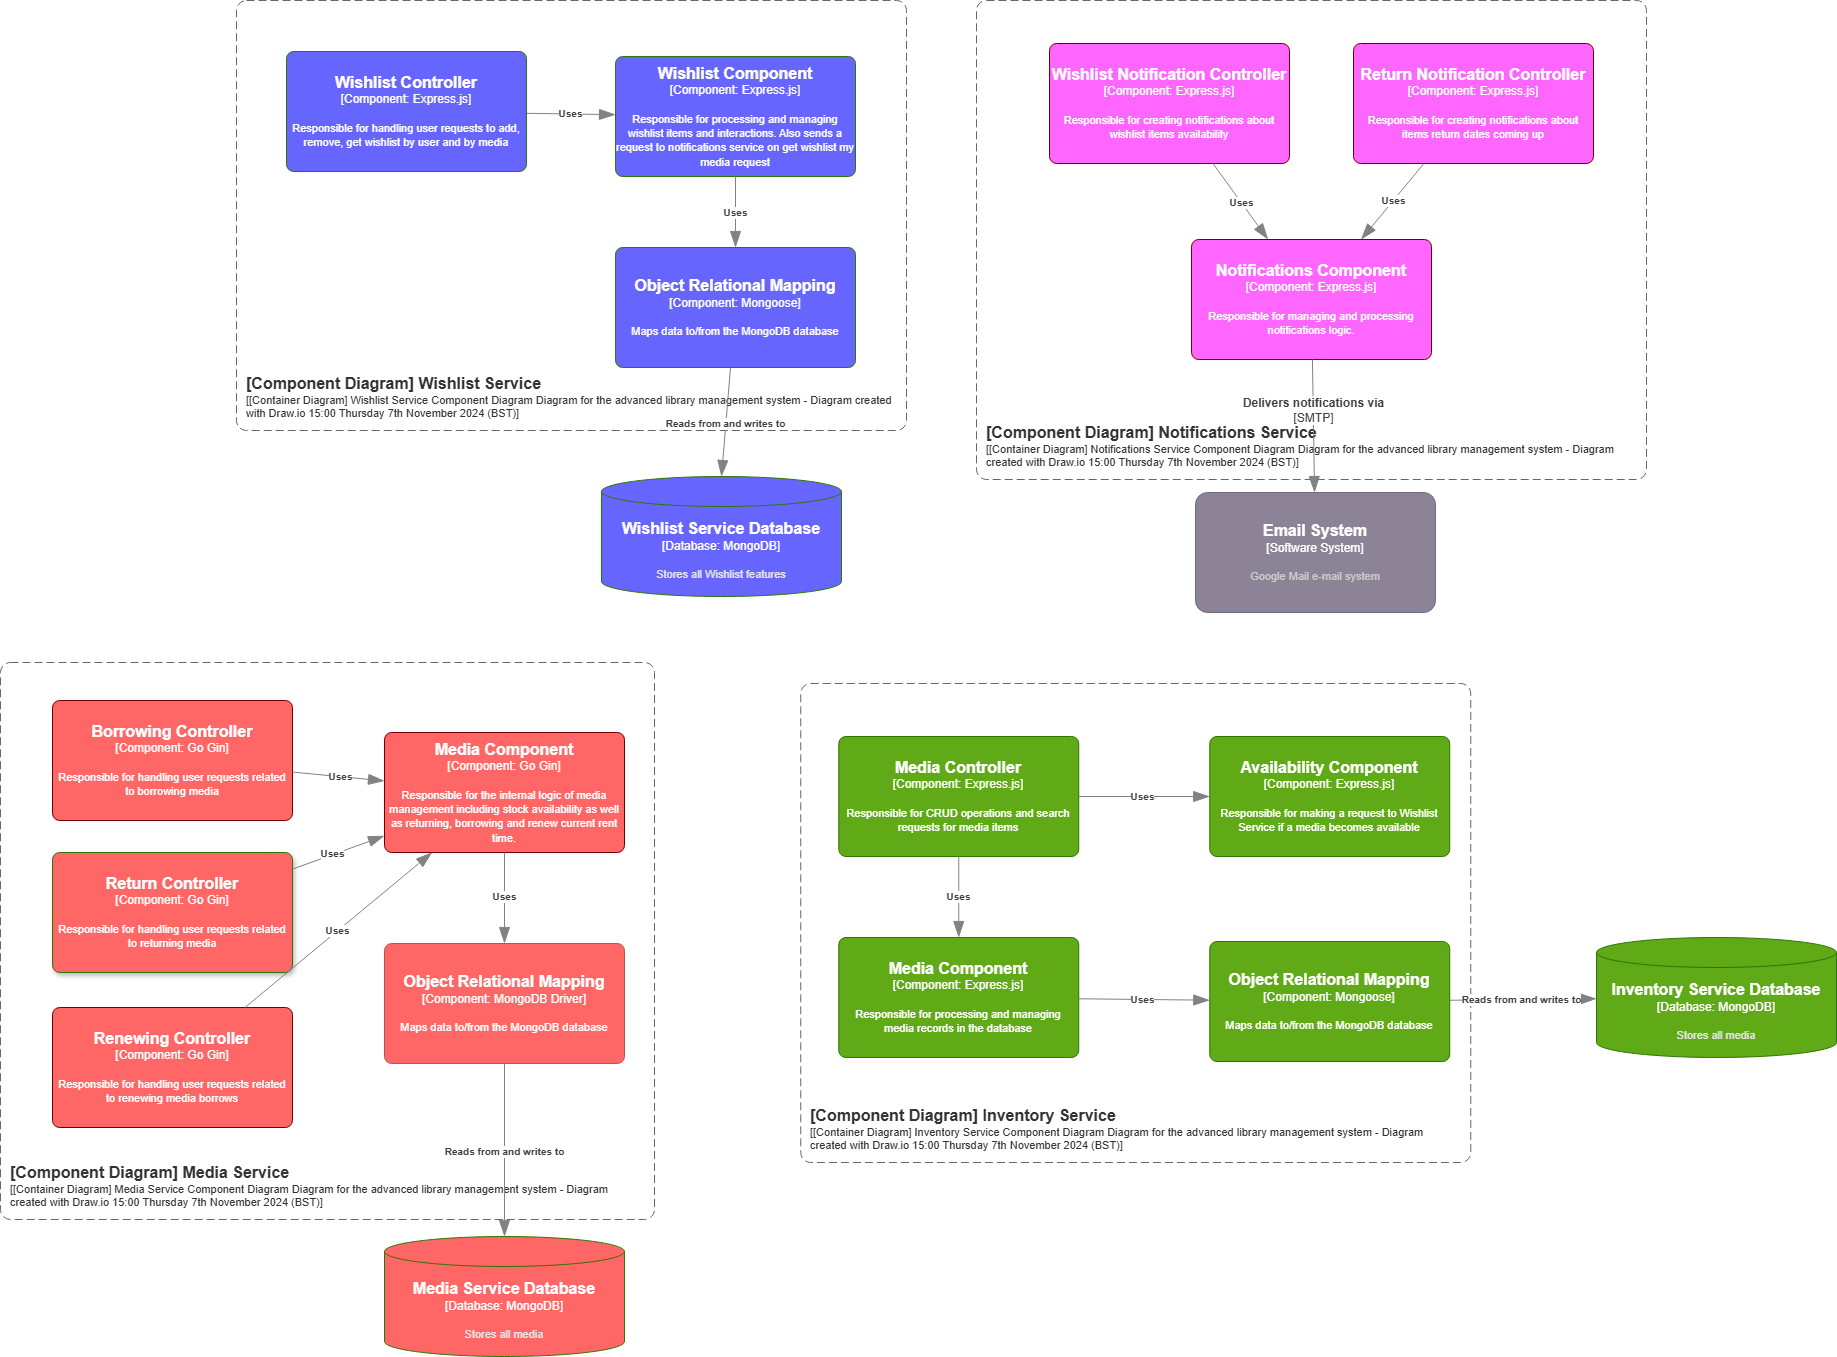 Wishlist Controller
[Component: Express.js]
Responsible for handling user requests to add,
remove, get wishlist by user and by media
Uses
Wishlist Component
[Component: Express.js]
Responsible for processing and managing
wishlist items and interactions. Also sends a
request to notifications service on get wishlist my
media request
Uses
Object Relational Mapping
[Component: Mongoose]
Maps data to/from the MongoDB database
[Component Diagram] Wishlist Service
[[Container Diagram] Wishlist Service Component Diagram Diagram for the advanced library management system - Diagram created
with Draw.io 15:00 Thursday 7th November 2024 (BST)]
Reads from and writes to
Wishlist Service Database
[Database: MongoDB]
Stores all Wishlist features
Wishlist Notification Controller
[Component: Express.js]
Responsible for creating notifications about
wishlist items availability
Return Notification Controller
[Component: Express.js]
Responsible for creating notifications about
items return dates coming up
Uses
Uses
Notifications Component
[Component: Express.js]
Responsible for managing and processing
notifications logic.
Delivers notifications via
[SMTP]
[Component Diagram] Notifications Service
[[Container Diagram] Notifications Service Component Diagram Diagram for the advanced library management system - Diagram
created with Draw.io 15:00 Thursday 7th November 2024 (BST)]
Email System
[Software System]
Google Mail e-mail system
Borrowing Controller
[Component: Go Gin]
Responsible for handling user requests related
to borrowing media
Uses
Media Component
[Component: Go Gin]
Responsible for the internal logic of media
management including stock availability as well
as returning, borrowing and renew current rent
time.
Return Controller
[Component: Go Gin]
Responsible for handling user requests related
to returning media
Uses
Uses
Uses
Renewing Controller
[Component: Go Gin]
Responsible for handling user requests related
to renewing media borrows
Object Relational Mapping
[Component: MongoDB Driver]
Maps data to/from the MongoDB database
Reads from and writes to
[Component Diagram] Media Service
[[Container Diagram] Media Service Component Diagram Diagram for the advanced library management system - Diagram
created with Draw.io 15:00 Thursday 7th November 2024 (BST)]
Media Service Database
[Database: MongoDB]
Stores all media
Media Controller
[Component: Express.js]
Responsible for CRUD operations and search
requests for media items
Uses
Availability Component
[Component: Express.js]
Responsible for making a request to Wishlist
Service if a media becomes available
Uses
Media Component
[Component: Express.js]
Responsible for processing and managing
media records in the database
Uses
Object Relational Mapping
[Component: Mongoose]
Maps data to/from the MongoDB database
Reads from and writes to
Inventory Service Database
[Database: MongoDB]
Stores all media
[Component Diagram] Inventory Service
[[Container Diagram] Inventory Service Component Diagram Diagram for the advanced library management system - Diagram
created with Draw.io 15:00 Thursday 7th November 2024 (BST)]